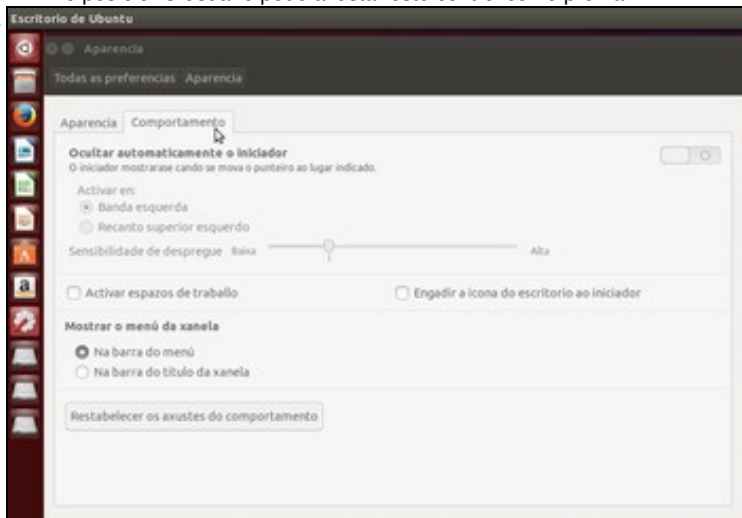 Escritorio de Ubuntu
Aparencia
Todas as preferencias Aparencia
Aparencia Comportamento
Ocultar automaticamente o iniciador
O iniciador mostrarase cando se mova o punteiro ao lugar indicado.
Activar en:
Banda esquerda
Recanto superior esquerdo
Sensibilidade de despregue Baixa Alta
Activar espazos de traballo Engadir a icona do escritorio ao iniciador
Mostrar o menú da xanela
Na barra do menú
Na barra do título da xanela
Restabelecer os axustes do comportamento